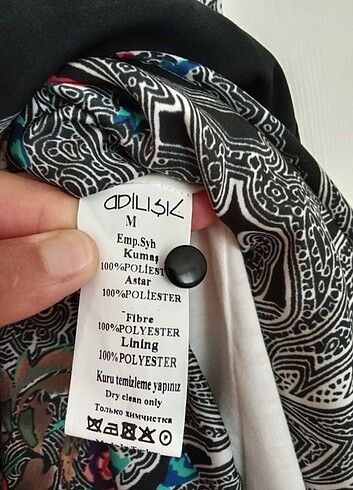 ADILIŞIK
M
Emp.Syh
Kumaş
100%POLİEST
Astar
100%POLİESTER
-Fibre
100%POLYESTER
Lining
100%POLYESTER
Kuru temizleme yapınız
Dry clean only
Только химчистка